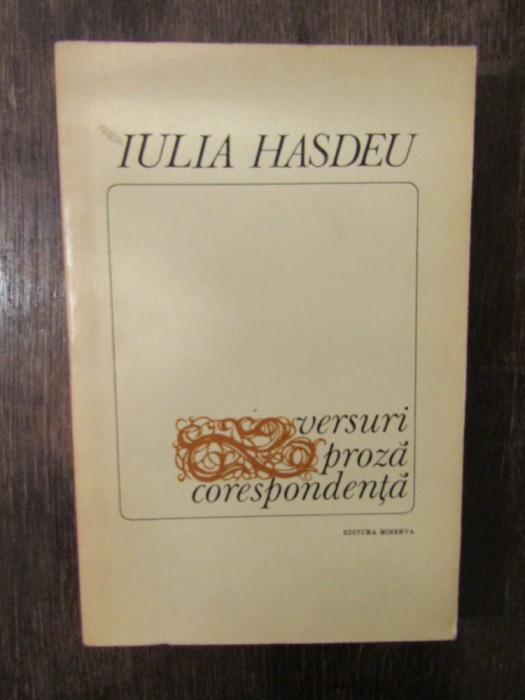 IULIA HASDEU
versuri
proză
corespondență
EDITURA MINERVA